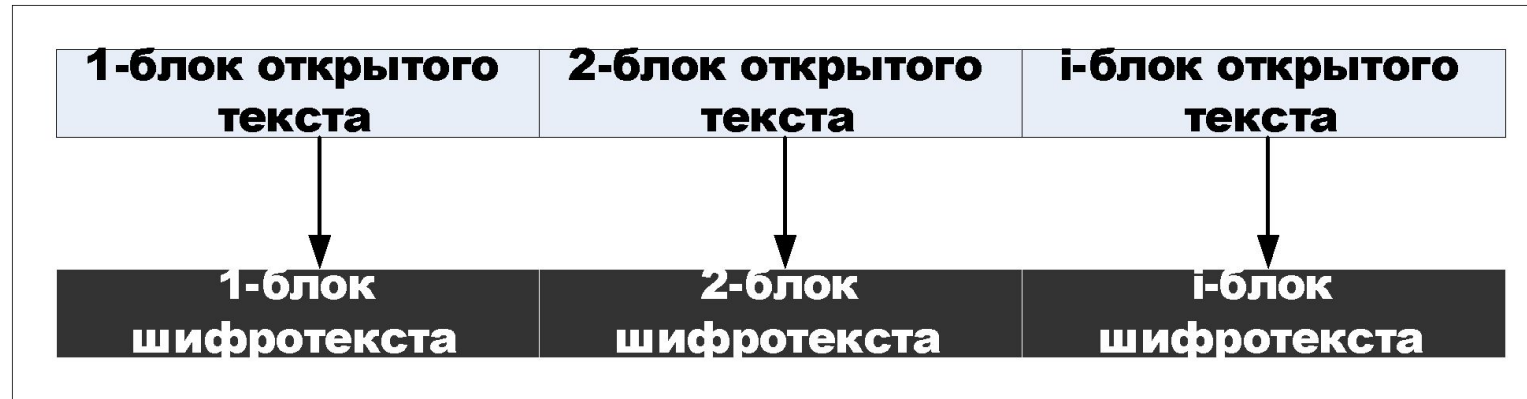 1-блок открытого
текста
2-блок открытого
текста
i-блок открытого
текста
1-блок
шифротекста
2-блок
шифротекста
i-блок
шифротекста